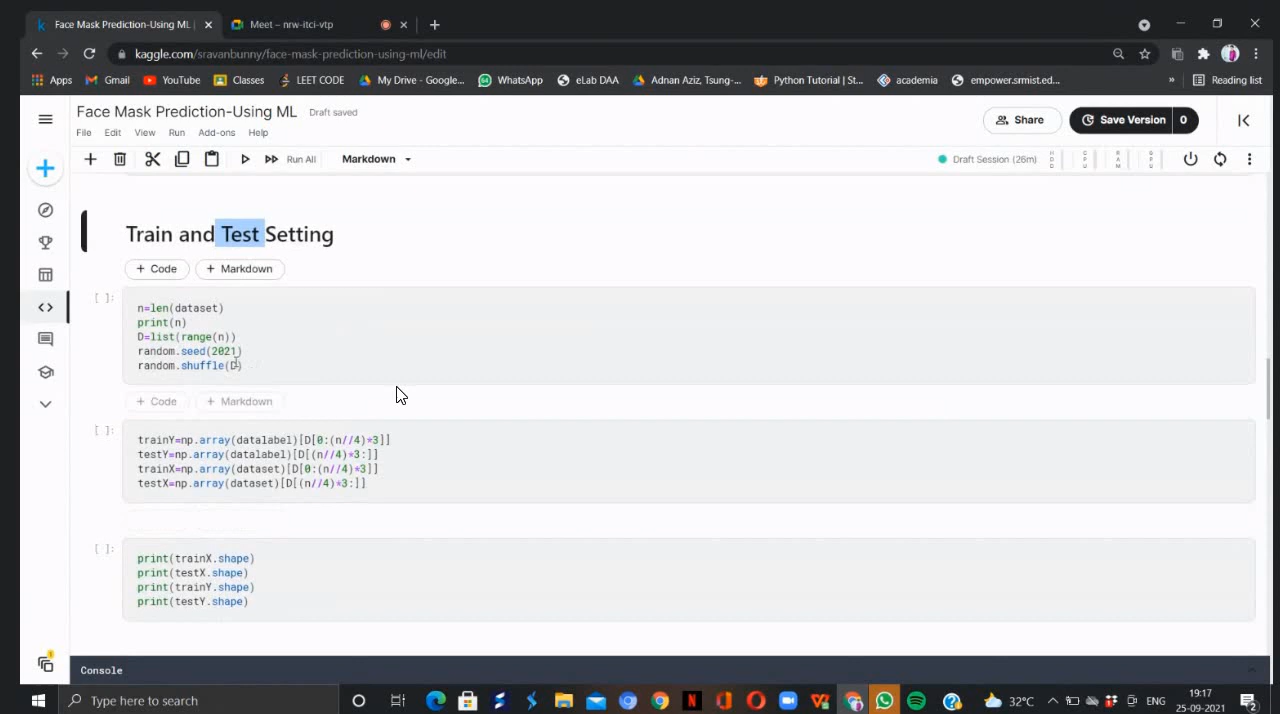 Face Mask Prediction-Using ML
Meet – nrw-itci-vtp
kaggle.com/sravanbunny/face-mask-prediction-using-ml/edit
Apps
Gmail
YouTube
Classes
LEET CODE
My Drive - Google...
WhatsApp
eLab DAA
Adnan Aziz, Tsung-...
Python Tutorial | St...
academia
empower.srmist.ed...
»
Reading list
Face Mask Prediction-Using ML
Draft saved
File Edit View Run Add-ons Help
Share
Save Version 0
Run All
Markdown
Draft Session (26m)
HDD
CPU
RAM
GPU
Train and Test Setting
+ Code + Markdown
[ ]:
n=len(dataset)
print(n)
D=list(range(n))
random.seed(2021)
random.shuffle(D)
+ Code + Markdown
[ ]:
trainY=np.array(datalabel)[D[0:(n//4)*3]]
testY=np.array(datalabel)[D[(n//4)*3:]]
trainX=np.array(dataset)[D[0:(n//4)*3]]
testX=np.array(dataset)[D[(n//4)*3:]]
[ ]:
print(trainX.shape)
print(testX.shape)
print(trainY.shape)
print(testY.shape)
Console
Type here to search
32°C
ENG
19:17
25-09-2021
2